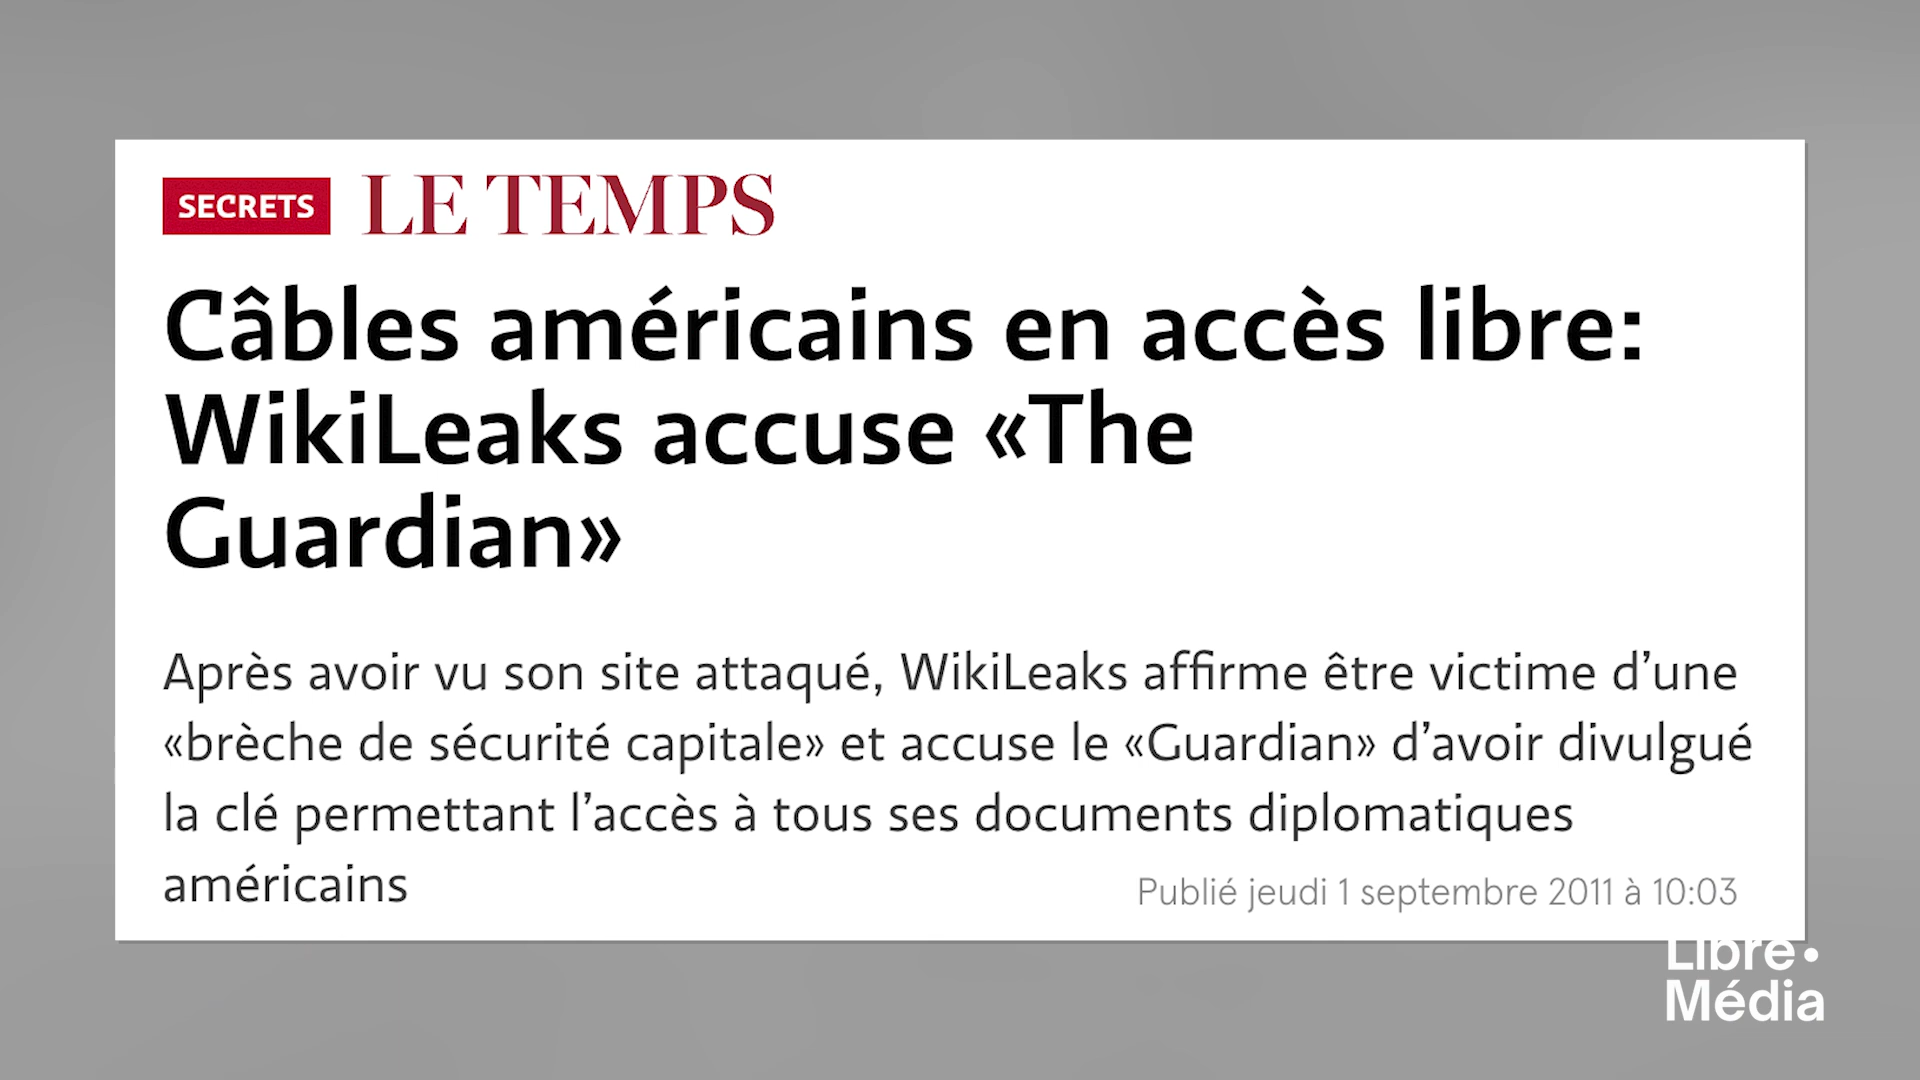 SECRETS LE TEMPS
Câbles américains en accès libre:
WikiLeaks accuse «The
Guardian»
Après avoir vu son site attaqué, WikiLeaks affirme être victime d’une
«brèche de sécurité capitale» et accuse le «Guardian» d’avoir divulgué
la clé permettant l’accès à tous ses documents diplomatiques
américains
Publié jeudi 1 septembre 2011 à 10:03
Libre•
Média